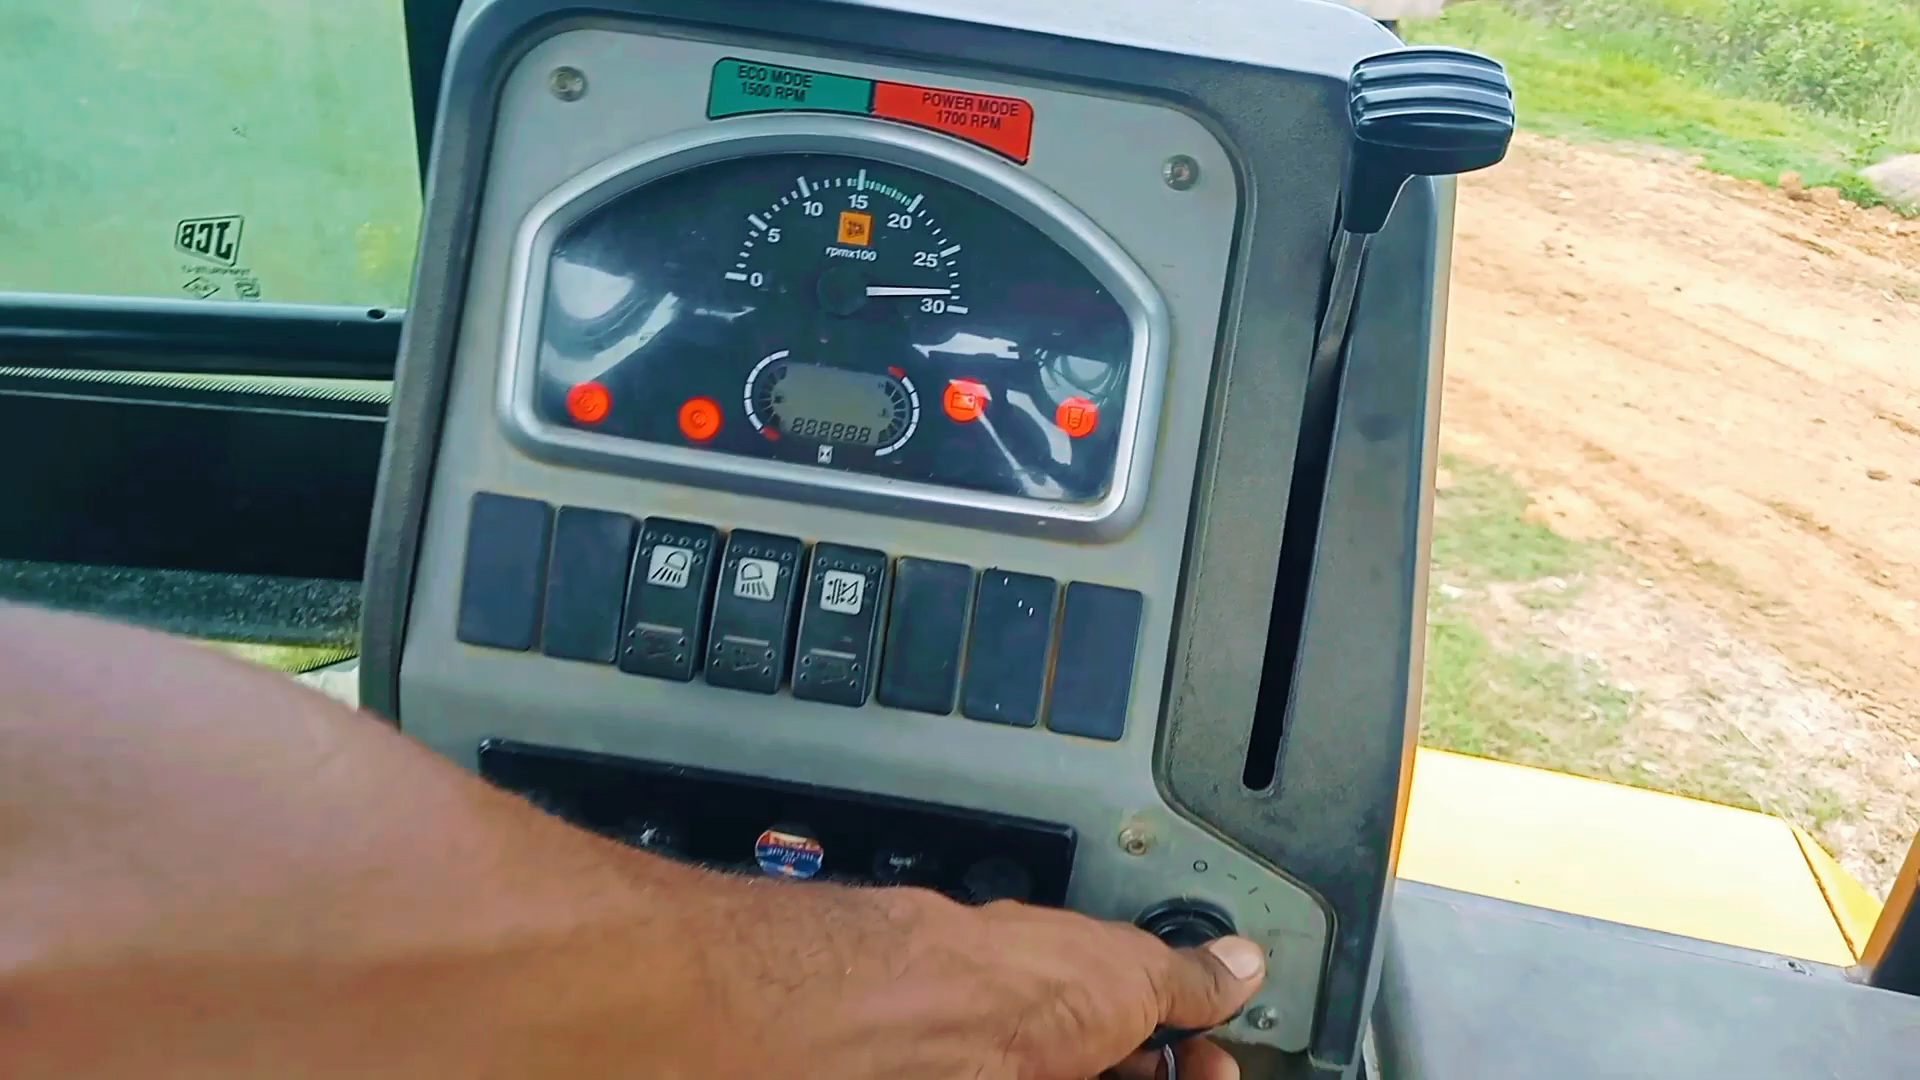 ECO MODE
1500 RPM
POWER MODE
1700 RPM
0
5
10
15
20
25
30
rpmx100
888888
JCB